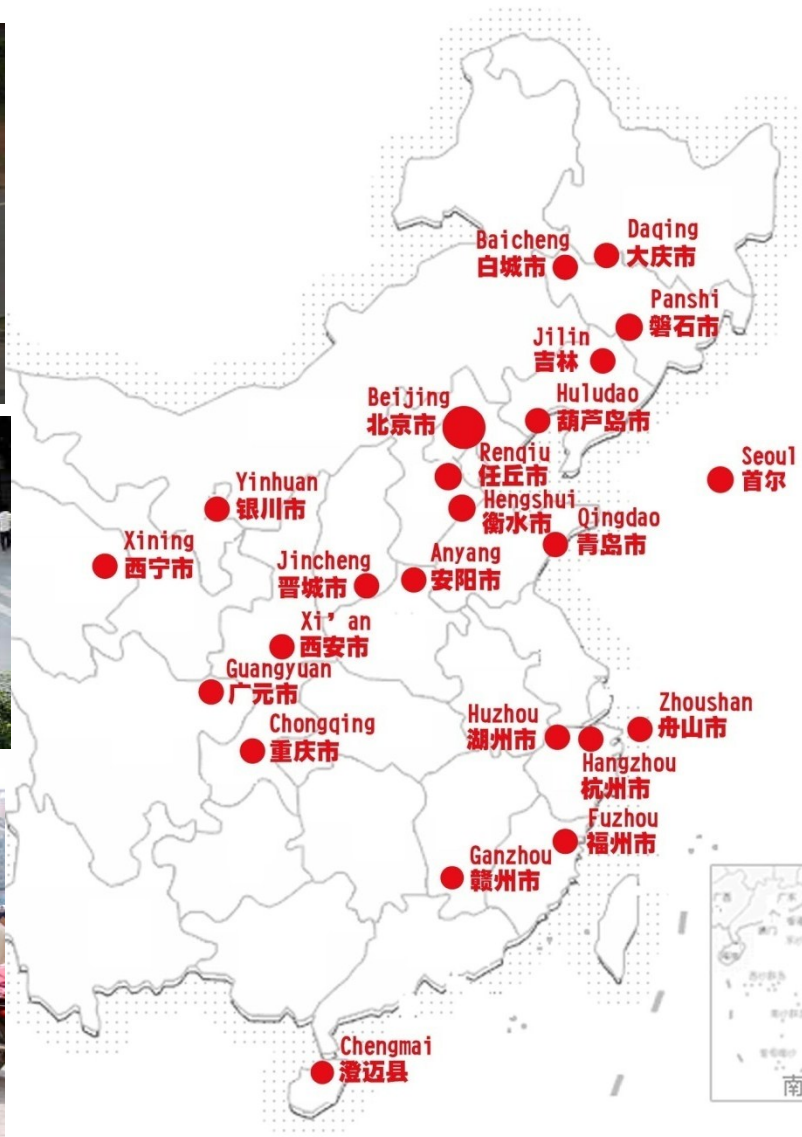 Daqing
大庆市
Baicheng
白城市
Panshi
磐石市
Jilin
吉林
Huludao
葫芦岛市
Beijing
北京市
Renqiu
任丘市
Seoul
首尔
Yinhuan
银川市
Hengshui
衡水市
Qingdao
青岛市
Xining
西宁市
Jincheng
晋城市
Anyang
安阳市
Xi’an
西安市
Guangyuan
广元市
Chongqing
重庆市
Huzhou
湖州市
Zhoushan
舟山市
Hangzhou
杭州市
Fuzhou
福州市
Ganzhou
赣州市
Chengmai
澄迈县
南